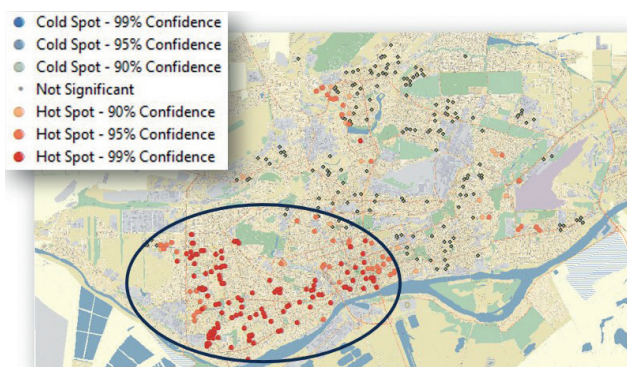 Cold Spot - 99% Confidence
Cold Spot - 95% Confidence
Cold Spot - 90% Confidence
Not Significant
Hot Spot - 90% Confidence
Hot Spot - 95% Confidence
Hot Spot - 99% Confidence